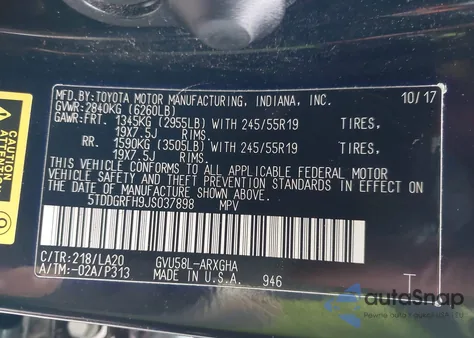 MFD.BY:TOYOTA MOTOR MANUFACTURING, INDIANA, INC. 10/17
GVWR:2840KG (6260LB)
GAWR:FRT. 1345KG (2955LB) WITH 245/55R19 TIRES,
19X7.5J RIMS.
RR. 1590KG (3505LB) WITH 245/55R19 TIRES,
19X7.5J RIMS.
THIS VEHICLE CONFORMS TO ALL APPLICABLE FEDERAL MOTOR
VEHICLE SAFETY AND THEFT PREVENTION STANDARDS IN EFFECT ON
THE DATE OF MANUFACTURE SHOWN ABOVE.
5TDDGRFH9JS037898 MPV
C/TR:218/LA20 GVU58L-ARXGHA
A/TM:-02A/P313 MADE IN U.S.A. 946
CAUTION
autoSnap